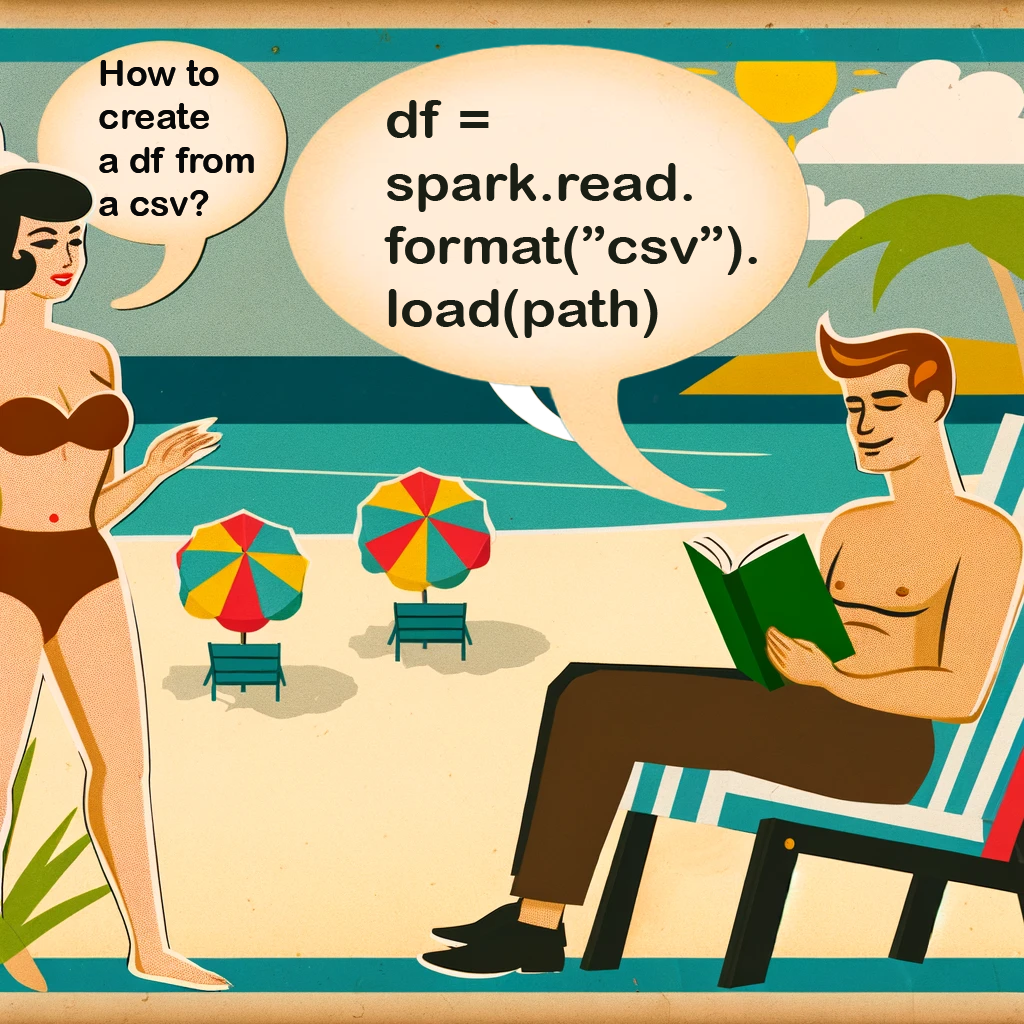 How to
create
a df from
a csv?
df =
spark.read.
format(”csv”).
load(path)